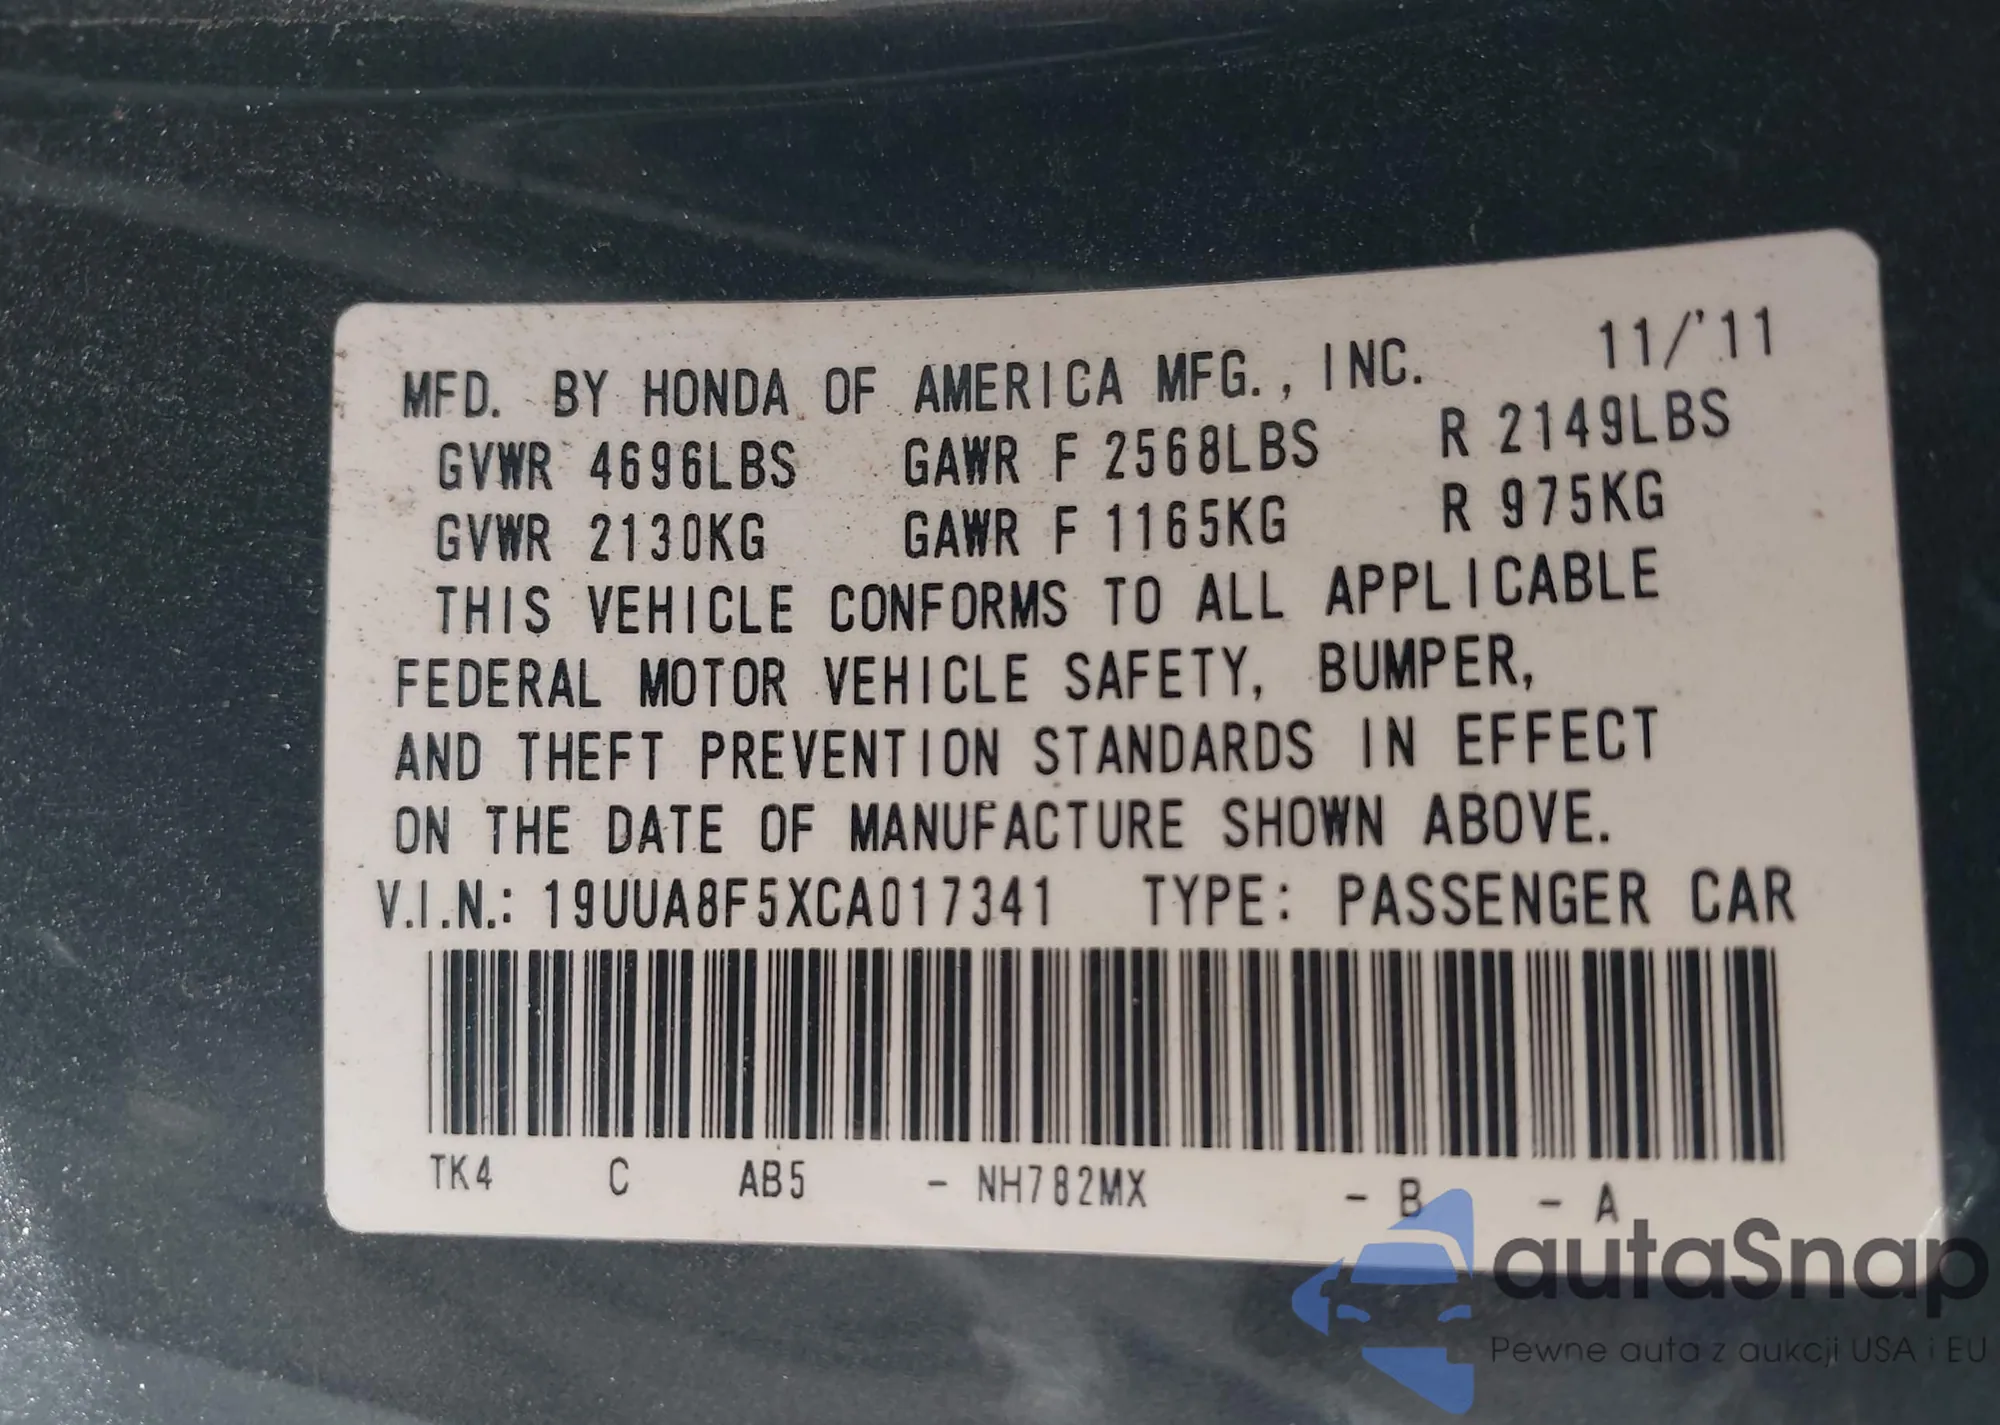 MFD. BY HONDA OF AMERICA MFG., INC. 11/'11
GVWR 4696LBS GAWR F 2568LBS R 2149LBS
GVWR 2130KG GAWR F 1165KG R 975KG
THIS VEHICLE CONFORMS TO ALL APPLICABLE
FEDERAL MOTOR VEHICLE SAFETY, BUMPER,
AND THEFT PREVENTION STANDARDS IN EFFECT
ON THE DATE OF MANUFACTURE SHOWN ABOVE.
V.I.N.: 19UUA8F5XCA017341 TYPE: PASSENGER CAR
TK4 C AB5 - NH782MX - B - A
autaSnap
Pewne auta z aukcji USA i EU